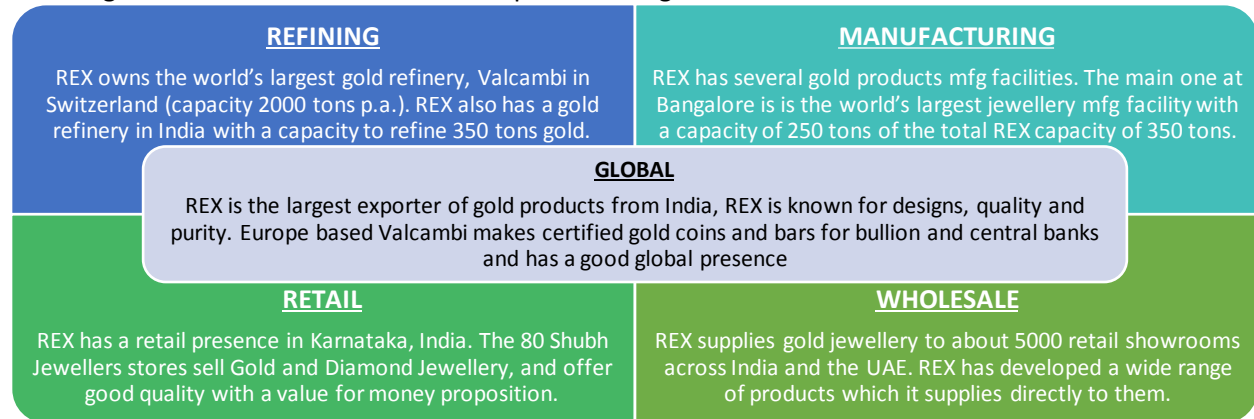 REFINING
REX owns the world's largest gold refinery, Valcambi in
Switzerland (capacity 2000 tons p.a.). REX also has a gold
refinery in India with a capacity to refine 350 tons gold.
MANUFACTURING
REX has several gold products mfg facilities. The main one at
Bangalore is is the world's largest jewellery mfg facility with
a capacity of 250 tons of the total REX capacity of 350 tons.
GLOBAL
REX is the largest exporter of gold products from India, REX is known for designs, quality and
purity. Europe based Valcambi makes certified gold coins and bars for bullion and central banks
and has a good global presence
RETAIL
REX has a retail presence in Karnataka, India. The 80 Shubh
Jewellers stores sell Gold and Diamond Jewellery, and offer
good quality with a value for money proposition.
WHOLESALE
REX supplies gold jewellery to about 5000 retail showrooms
across India and the UAE. REX has developed a wide range
of products which it supplies directly to them.